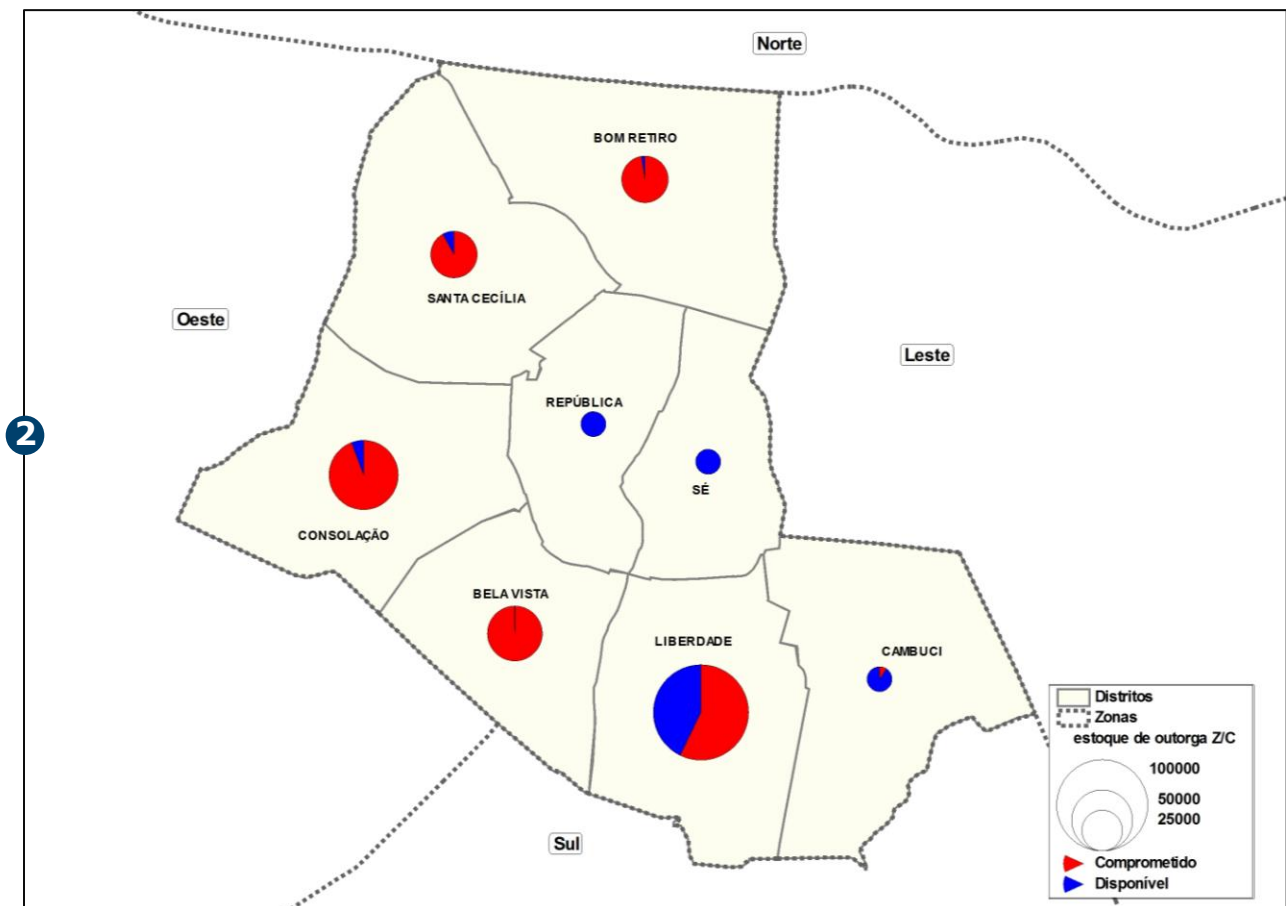 Norte
BOM RETIRO
SANTA CECÍLIA
Oeste
Leste
REPÚBLICA
2
SÉ
CONSOLAÇÃO
BELA VISTA
LIBERDADE
CAMBUCI
Distritos
Zonas
estoque de outorga Z/C
100000
50000
25000
Sul
Comprometido
Disponível